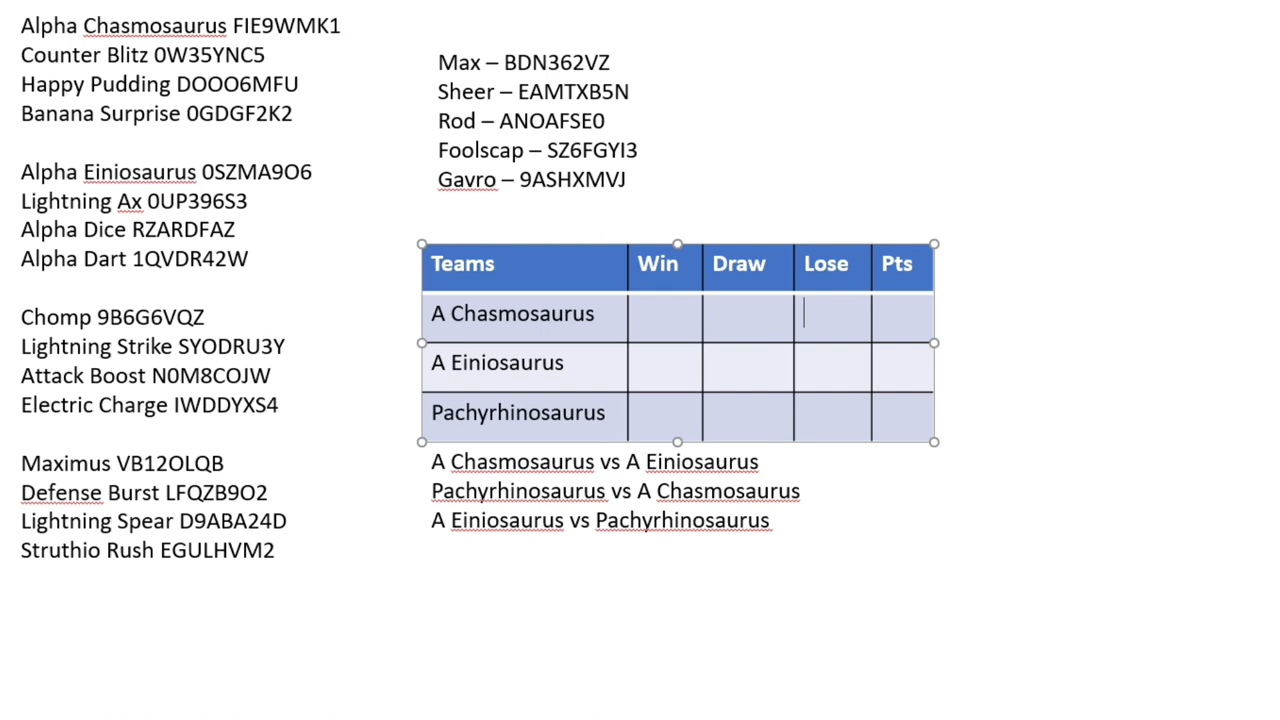 Alpha Chasmosaurus FIE9WMK1
Counter Blitz 0W35YNC5
Happy Pudding DOOO6MFU
Banana Surprise 0GDGF2K2
Alpha Einiosaurus 0SZMA9O6
Lightning Ax 0UP396S3
Alpha Dice RZARDFAZ
Alpha Dart 1QVDR42W
Chomp 9B6G6VQZ
Lightning Strike SYODRU3Y
Attack Boost N0M8COJW
Electric Charge IWDDYXS4
Maximus VB12OLQB
Defense Burst LFQZB9O2
Lightning Spear D9ABA24D
Struthio Rush EGULHVM2
Max – BDN362VZ
Sheer – EAMTXB5N
Rod – ANOAFSE0
Foolscap – SZ6FGYI3
Gavro – 9ASHXMVJ
Teams Win Draw Lose Pts
A Chasmosaurus
A Einiosaurus
Pachyrhinosaurus
A Chasmosaurus vs A Einiosaurus
Pachyrhinosaurus vs A Chasmosaurus
A Einiosaurus vs Pachyrhinosaurus